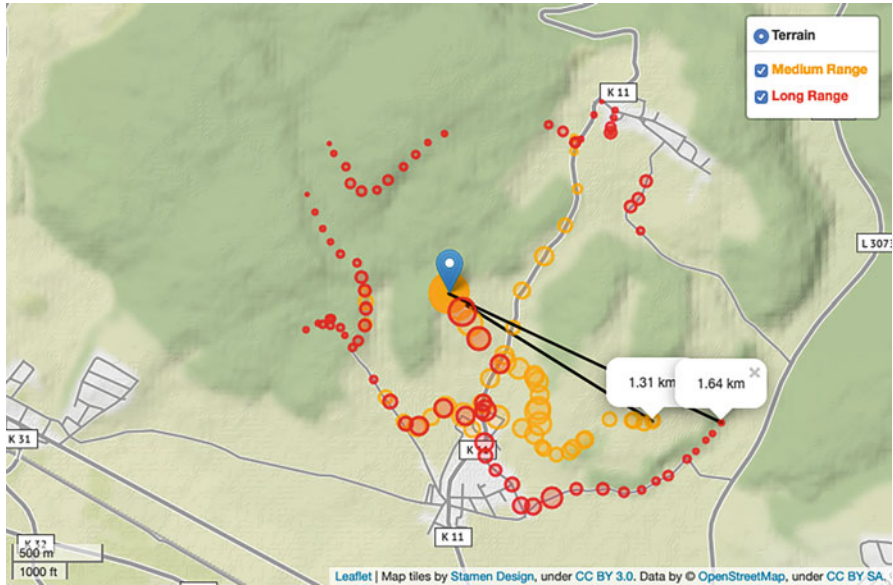 Terrain
Medium Range
Long Range
K 11
L 3073
1.31 km
1.64 km
×
K 31
K 11
K 32
500 m
1000 ft
Leaflet | Map tiles by Stamen Design, under CC BY 3.0. Data by © OpenStreetMap, under CC BY SA.